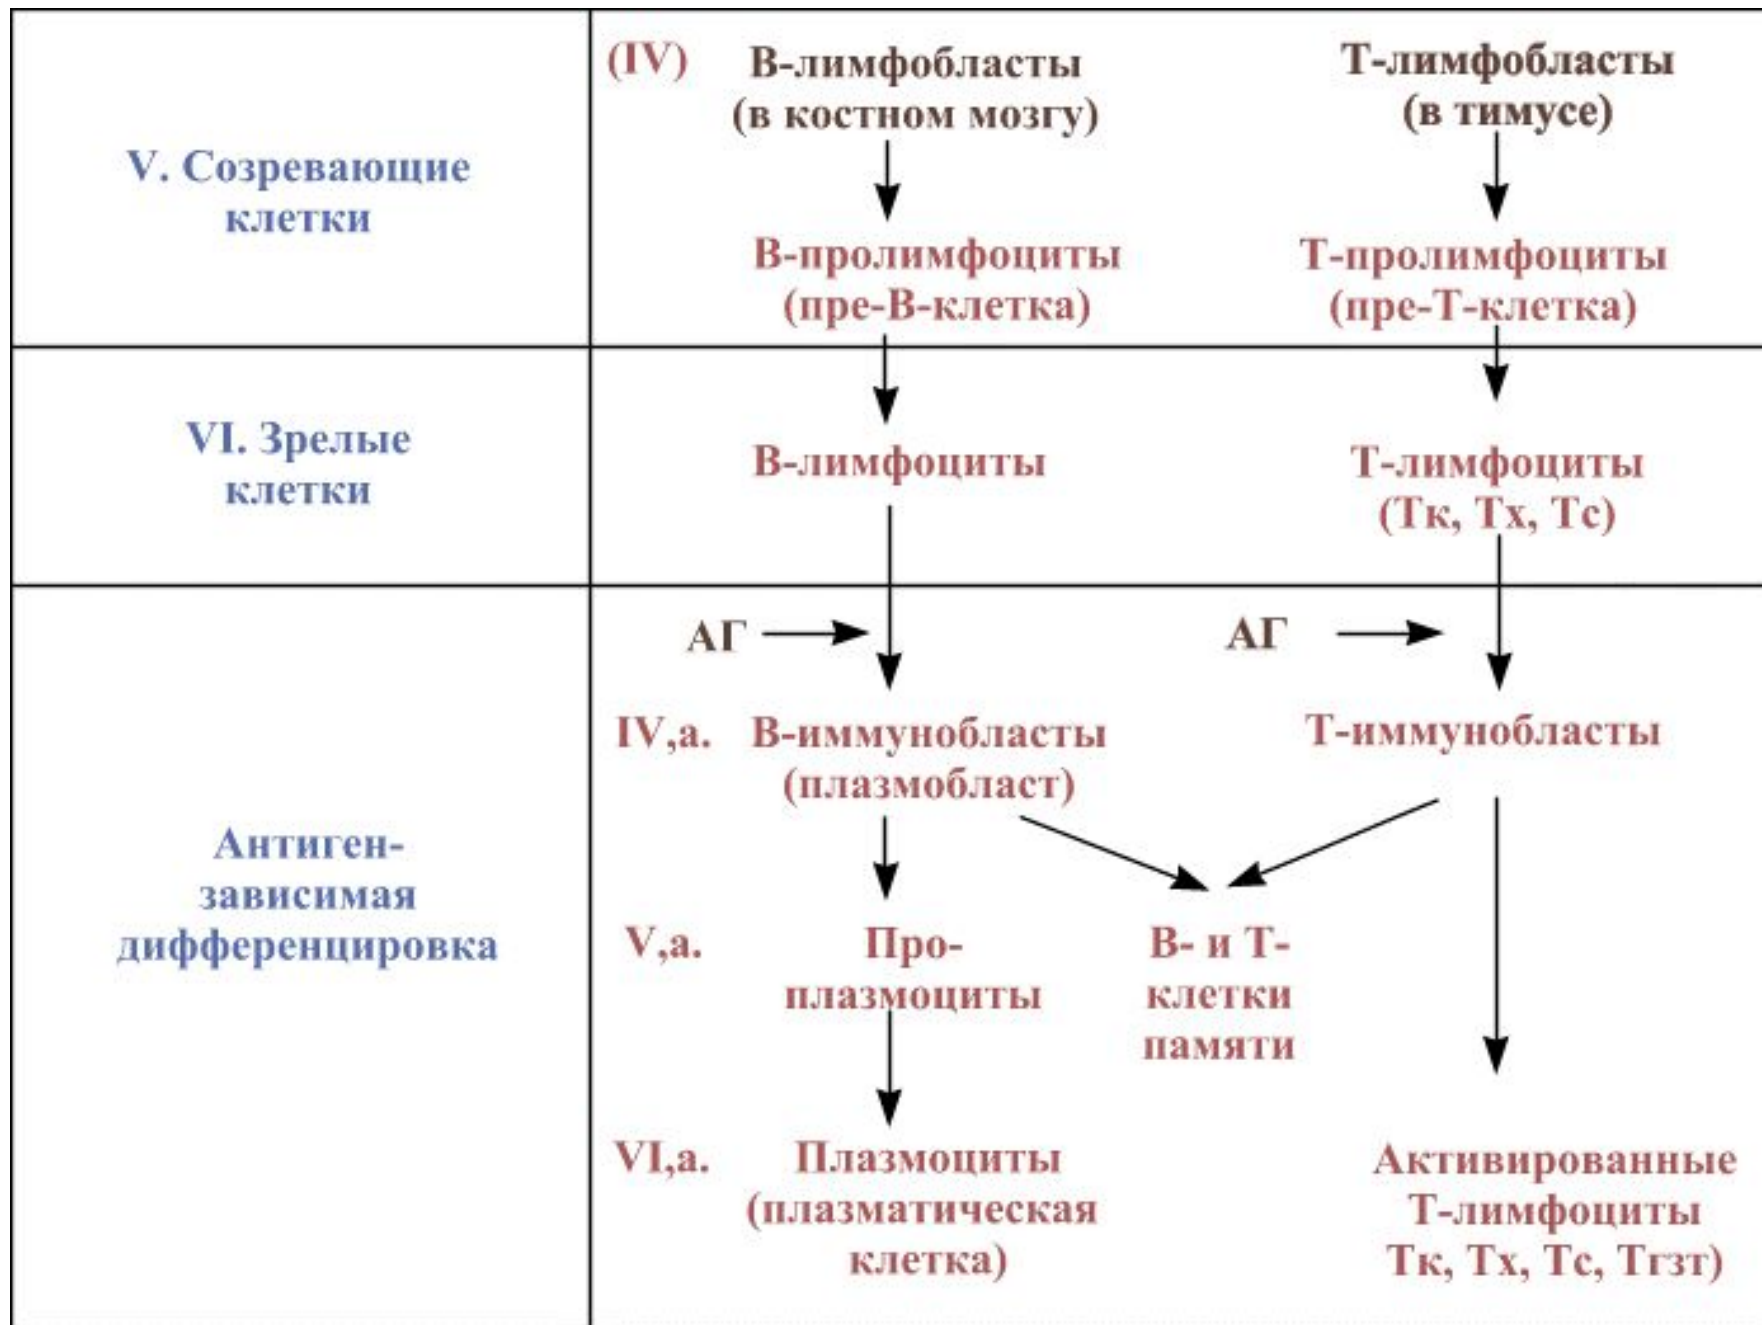 V. Созревающие
клетки
(IV)
В-лимфобласты
(в костном мозгу)
Т-лимфобласты
(в тимусе)
В-пролимфоциты
(пре-В-клетка)
Т-пролимфоциты
(пре-Т-клетка)
VI. Зрелые
клетки
В-лимфоциты
Т-лимфоциты
(Тк, Тх, Тс)
Антиген-
зависимая
дифференцировка
АГ
АГ
IV,а.
В-иммунобласты
(плазмобласт)
Т-иммунобласты
V,а.
Про-
плазмоциты
В- и Т-
клетки
памяти
VI,а.
Плазмоциты
(плазматическая
клетка)
Активированные
Т-лимфоциты
Тк, Тх, Тс, Тгзт)